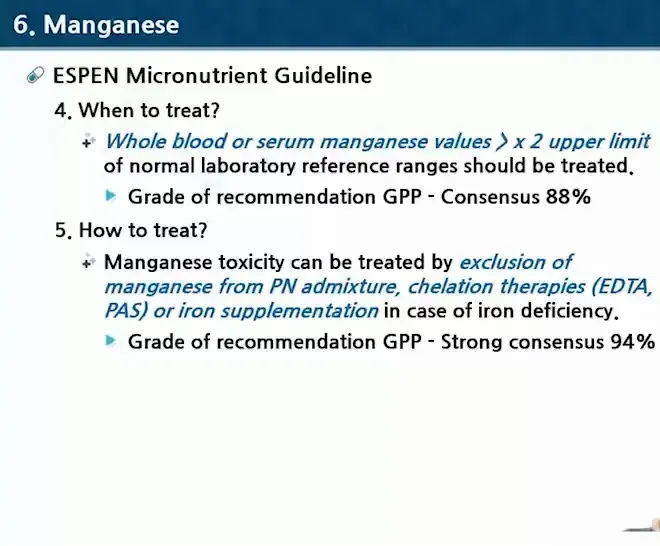 6. Manganese
ESPEN Micronutrient Guideline
4. When to treat?
Whole blood or serum manganese values > x 2 upper limit
of normal laboratory reference ranges should be treated.
Grade of recommendation GPP - Consensus 88%
5. How to treat?
Manganese toxicity can be treated by exclusion of
manganese from PN admixture, chelation therapies (EDTA,
PAS) or iron supplementation in case of iron deficiency.
Grade of recommendation GPP - Strong consensus 94%